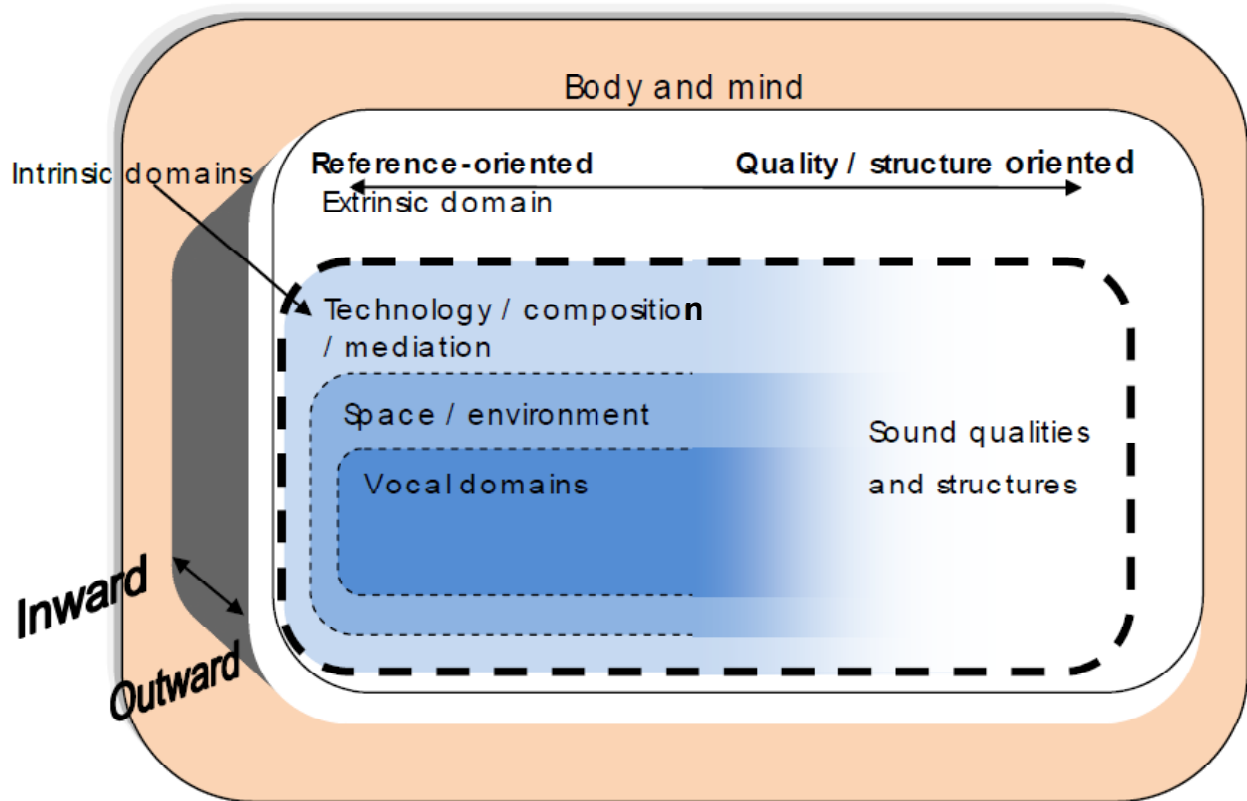 Body and mind
Intrinsic domains
Reference-oriented
Quality / structure oriented
Extrinsic domain
Technology / composition
/ mediation
Space / environment
Sound qualities
Vocal domains
and structures
Inward
Outward